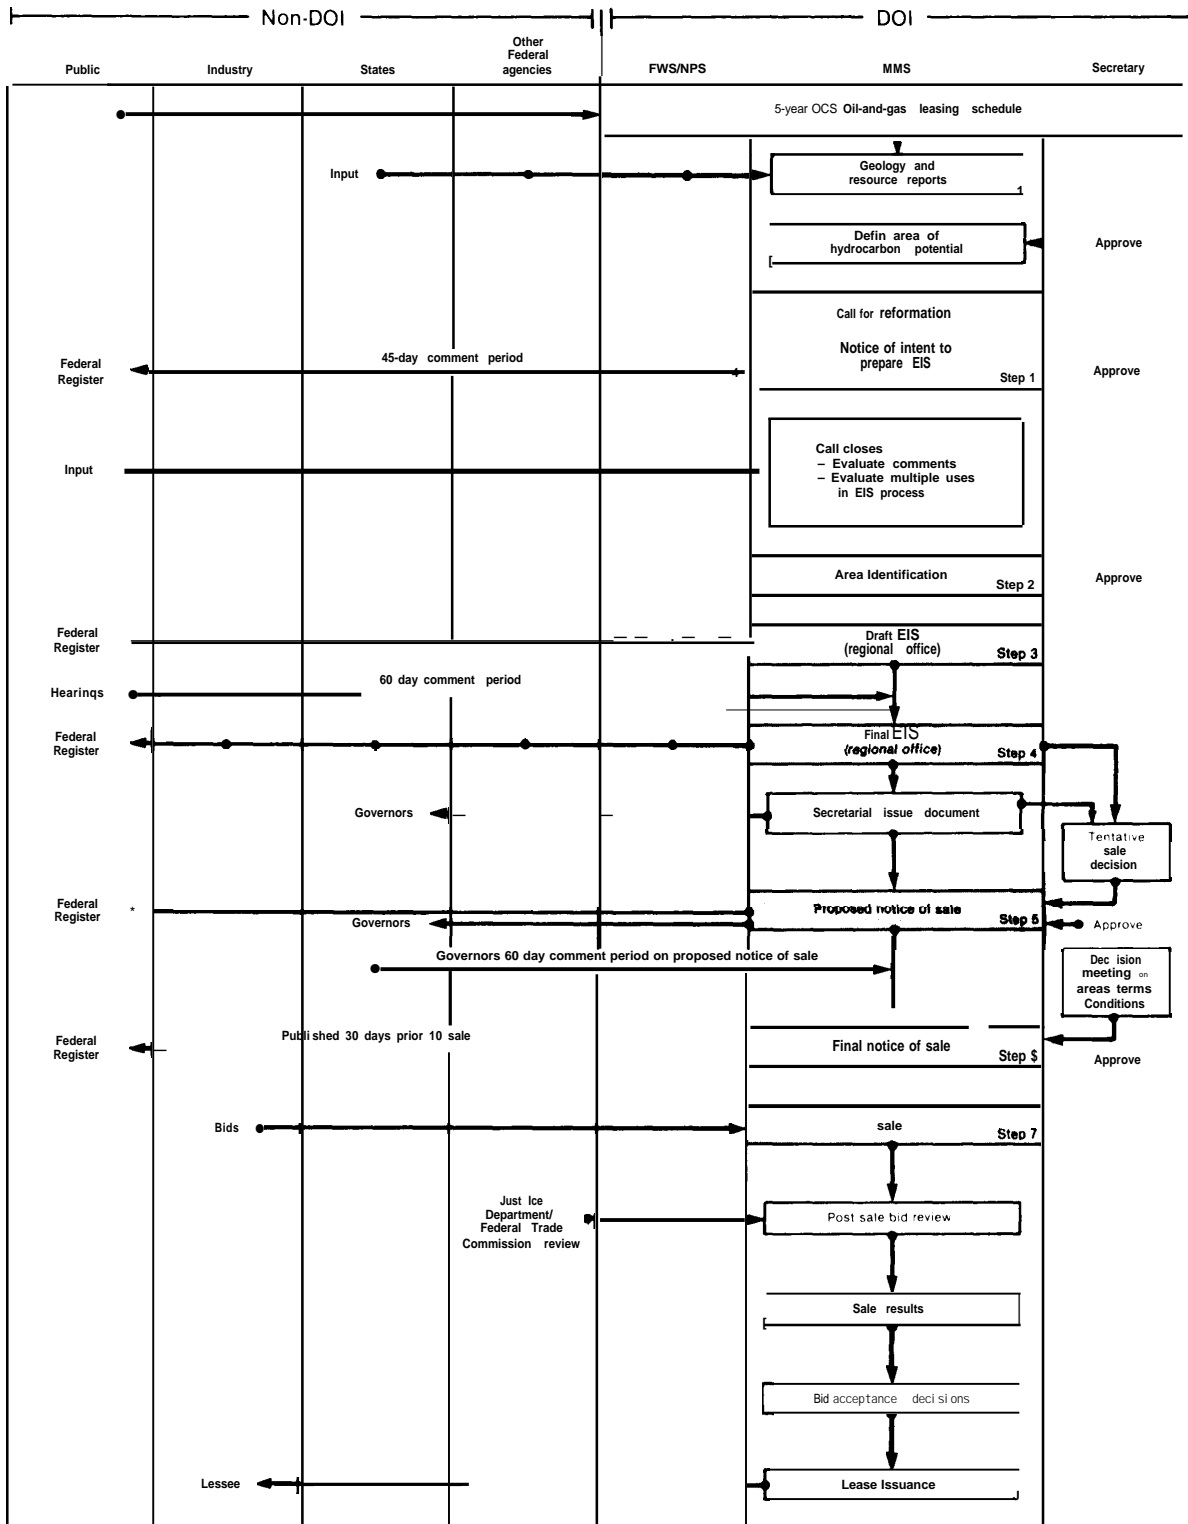 Non-DOI
DOI
Public
Industry
States
Other
Federal
agencies
FWS/NPS
MMS
Secretary
5-year OCS Oil-and-gas leasing schedule
Input
Geology and
resource reports
1
Defin area of
hydrocarbon potential
Approve
Call for reformation
Federal
Register
45-day comment period
Notice of intent to
prepare EIS
Step 1
Approve
Input
Call closes
– Evaluate comments
– Evaluate multiple uses
in EIS process
Area Identification
Step 2
Approve
Federal
Register
Draft EIS
(regional office)
Step 3
Hearinqs
60 day comment period
Federal
Register
Final EIS
(regional office)
Step 4
Governors
Secretarial issue document
Tentative
sale
decision
Federal
Register
*
Governors
Proposed notice of sale
Step 5
Approve
Governors 60 day comment period on proposed notice of sale
Dec ision
meeting on
areas terms
Conditions
Federal
Register
Publi shed 30 days prior 10 sale
Final notice of sale
Step $
Approve
Bids
sale
Step 7
Just Ice
Department/
Federal Trade
Commission review
Post sale bid review
Sale results
Bid acceptance deci si ons
Lessee
Lease Issuance